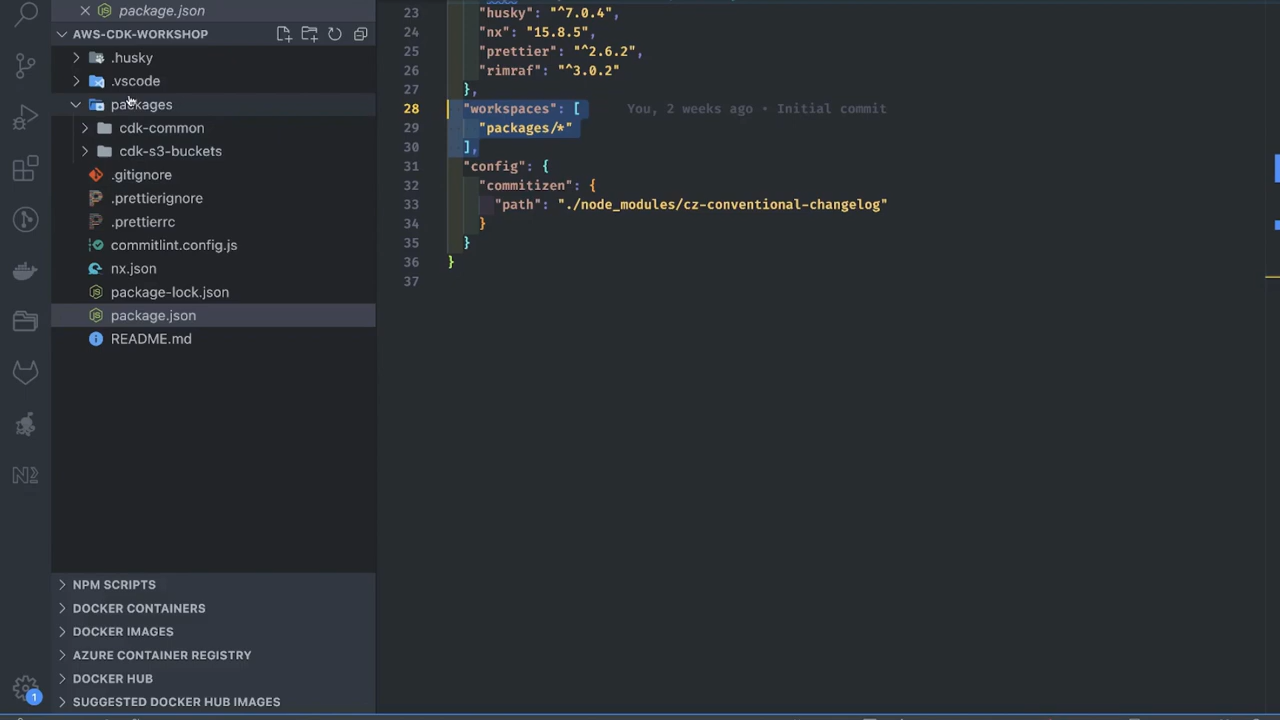 package.json
AWS-CDK-WORKSHOP
.husky
.vscode
packages
cdk-common
cdk-s3-buckets
.gitignore
.prettierignore
.prettierrc
commitlint.config.js
nx.json
package-lock.json
package.json
README.md
NPM SCRIPTS
DOCKER CONTAINERS
DOCKER IMAGES
AZURE CONTAINER REGISTRY
DOCKER HUB
SUGGESTED DOCKER HUB IMAGES
1
23 "husky": "^7.0.4",
24 "nx": "15.8.5",
25 "prettier": "^2.6.2",
26 "rimraf": "^3.0.2"
27 },
28 "workspaces": [ You, 2 weeks ago • Initial commit
29 "packages/*"
30 ],
31 "config": {
32 "commitizen": {
33 "path": "./node_modules/cz-conventional-changelog"
34 }
35 }
36 }
37